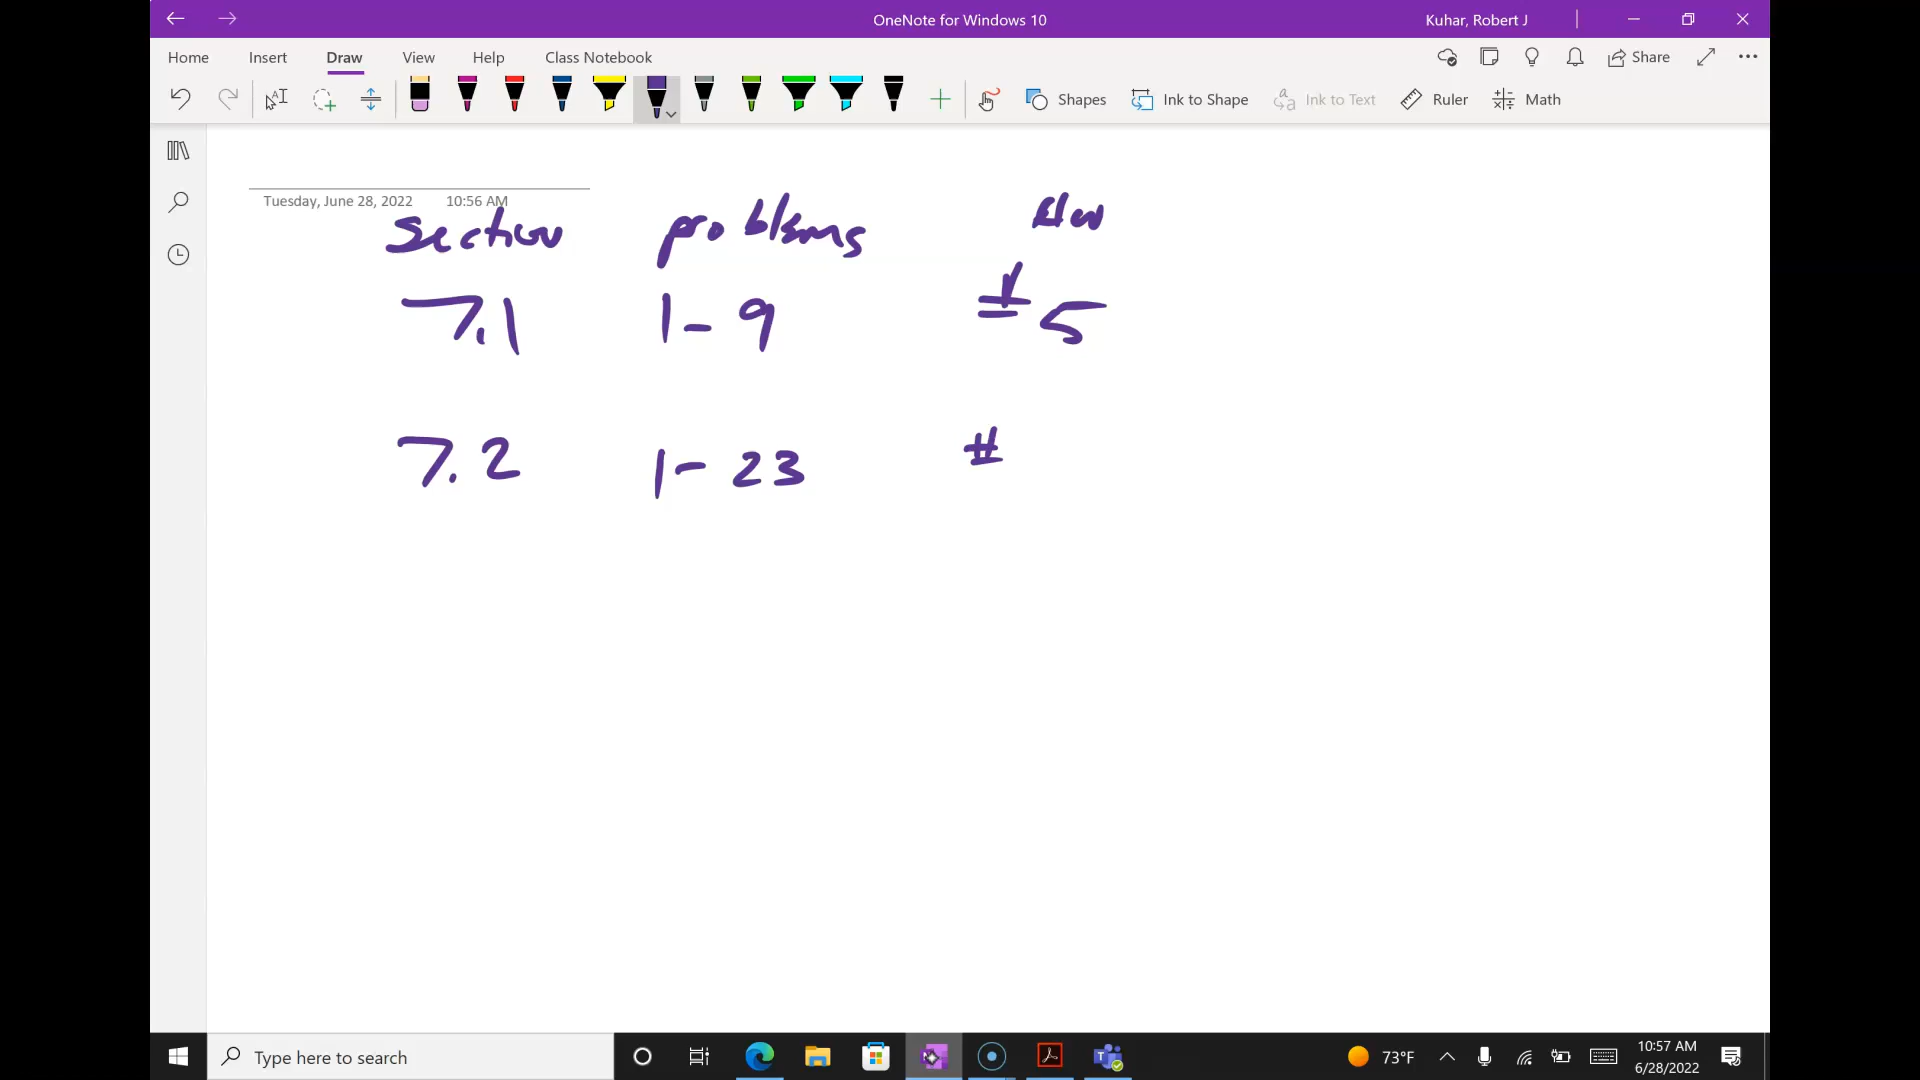 OneNote for Windows 10
Kuhar, Robert J
Home Insert Draw View Help Class Notebook Share
Shapes Ink to Shape Ink to Text Ruler Math
Tuesday, June 28, 2022 10:56 AM
section problems
7.1 1-9 # 5
7.2 1-23 #
Type here to search
73°F
10:57 AM
6/28/2022